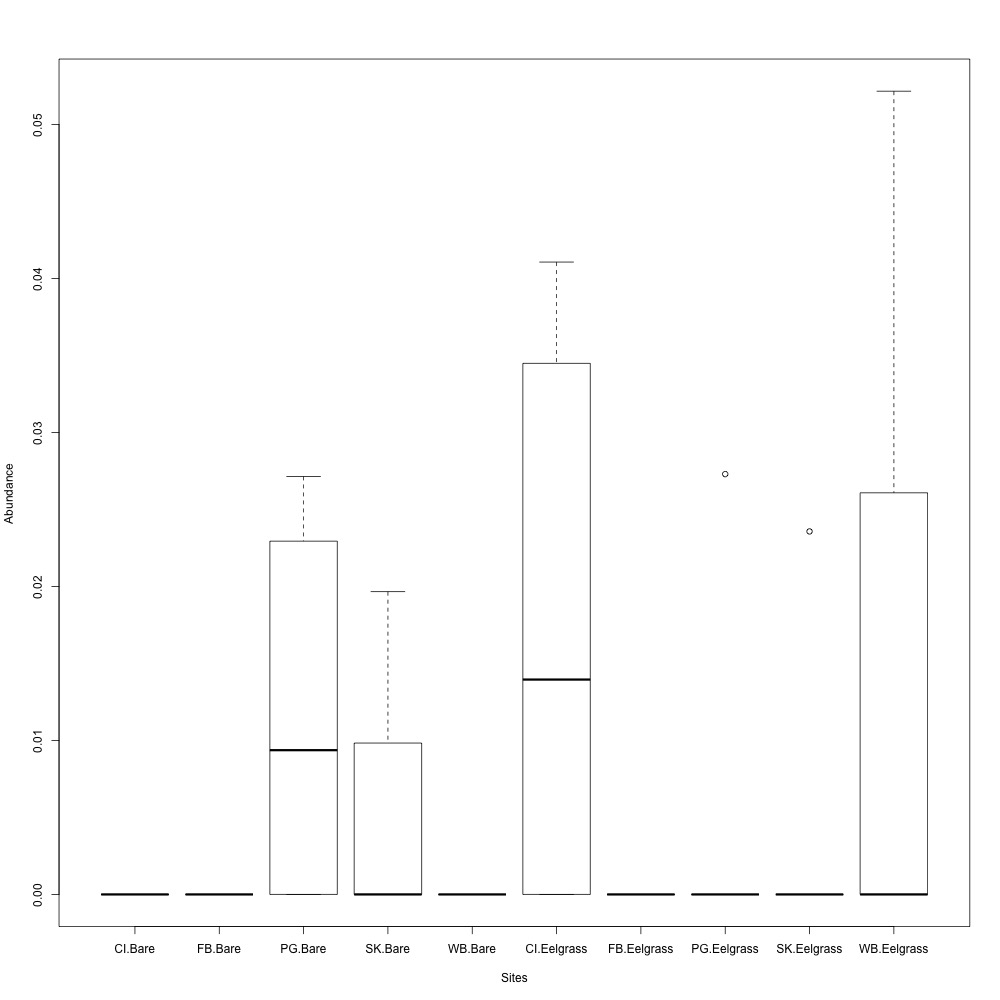 0.05
0.04
0.03
0.02
0.01
0.00
Abundance
CI.Bare FB.Bare PG.Bare SK.Bare WB.Bare CI.Eelgrass FB.Eelgrass PG.Eelgrass SK.Eelgrass WB.Eelgrass
Sites